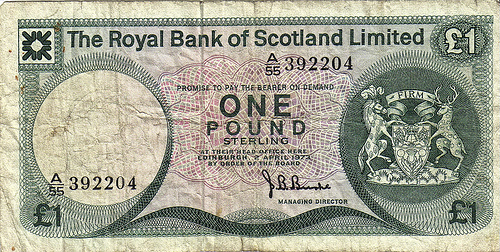 The Royal Bank of Scotland Limited £1
A/55 392204
PROMISE TO PAY THE BEARER ON DEMAND
ONE
POUND
STERLING
AT THEIR HEAD OFFICE HERE
EDINBURGH, 2 APRIL 1973
BY ORDER OF THE BOARD
FIRM
A/55 392204
MANAGING DIRECTOR
£1 £1